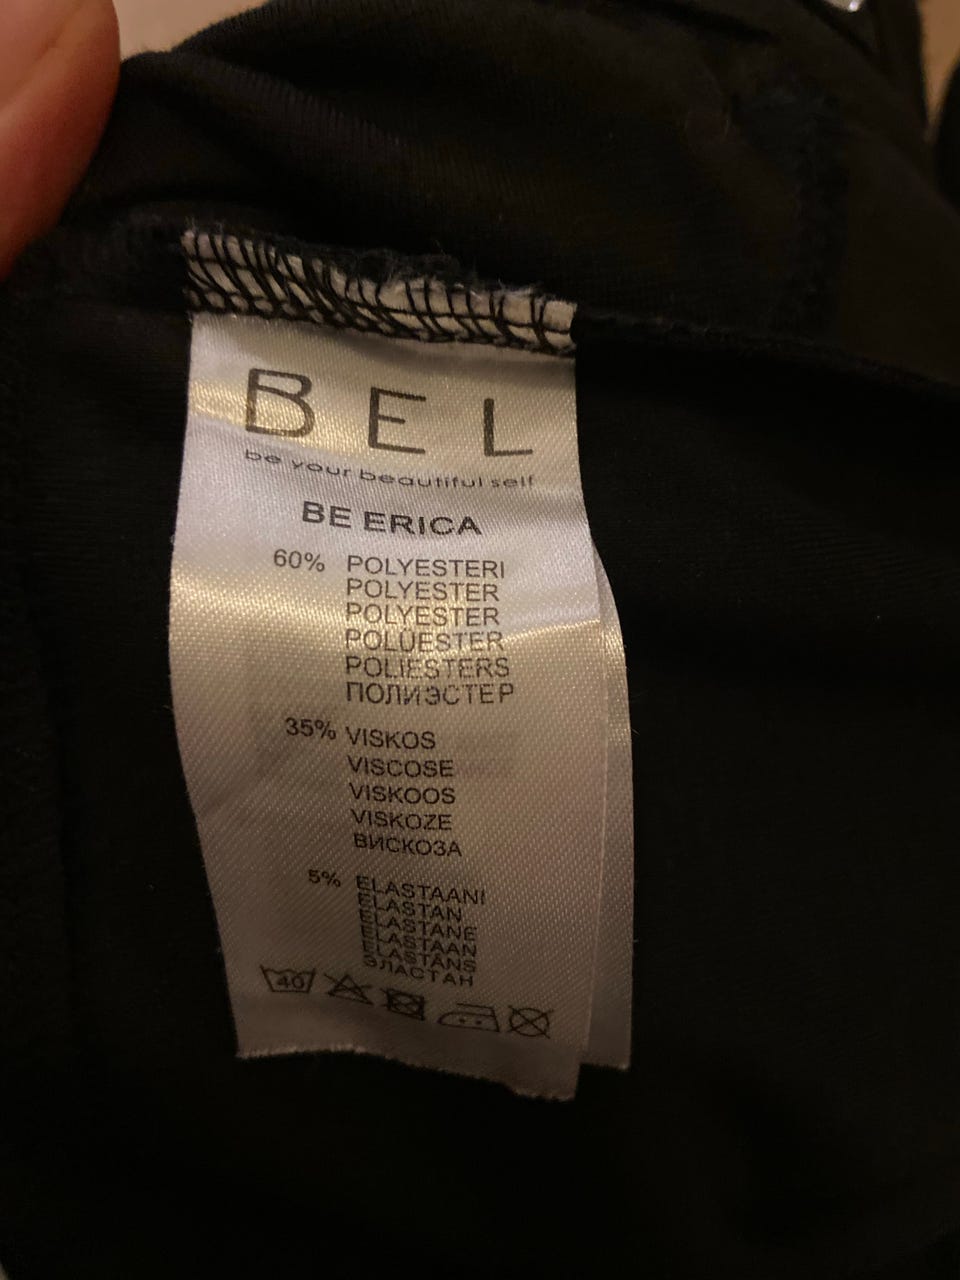 BEL
be your beautiful self
BE ERICA
60% POLYESTERI
POLYESTER
POLYESTER
POLÜESTER
POLIESTERS
ПОЛИЭСТЕР
35% VISKOS
VISCOSE
VISKOOS
VISKOZE
ВИСКОЗА
5% ELASTAANI
ELASTAN
ELASTANE
ELASTAAN
ELASTANS
ЭЛАСТАН
40